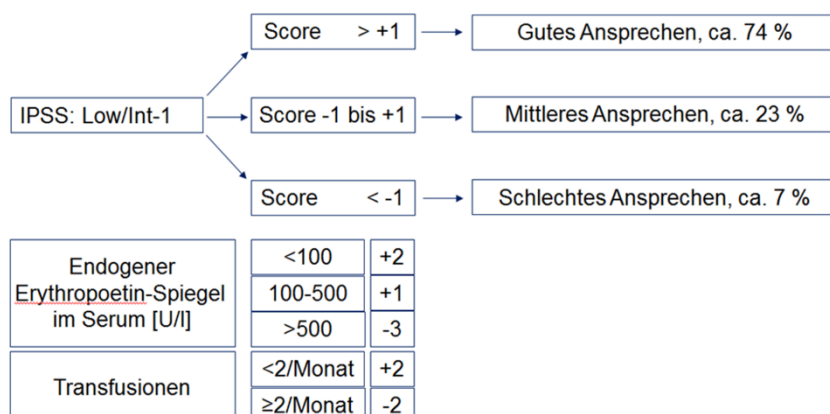 Score > +1
Gutes Ansprechen, ca. 74 %
IPSS: Low/Int-1
Score -1 bis +1
Mittleres Ansprechen, ca. 23 %
Score < -1
Schlechtes Ansprechen, ca. 7 %
Endogener
Erythropoetin-Spiegel
im Serum [U/l]
<100
+2
100-500
+1
>500
-3
Transfusionen
<2/Monat
+2
≥2/Monat
-2